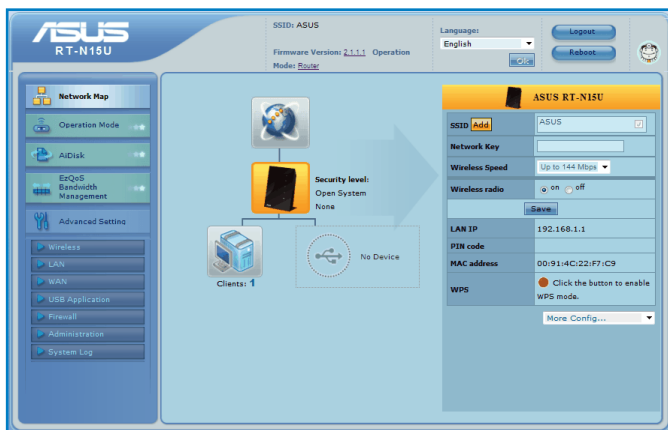 ASUS
RT-N15U
SSID: ASUS
Firmware Version: 2.1.1.1 Operation
Mode: Router
Language:
English
Logout
Reboot
Network Map
Operation Mode
AiDisk
EzQoS
Bandwidth
Management
Advanced Setting
Wireless
LAN
WAN
USB Application
Firewall
Administration
System Log
Security level:
Open System
None
Clients: 1
No Device
ASUS RT-N15U
SSID Add
ASUS
Network Key
Wireless Speed
Up to 144 Mbps
Wireless radio
on off
Save
LAN IP
192.168.1.1
PIN code
MAC address
00:91:4C:22:F7:C9
WPS
Click the button to enable
WPS mode.
More Config...